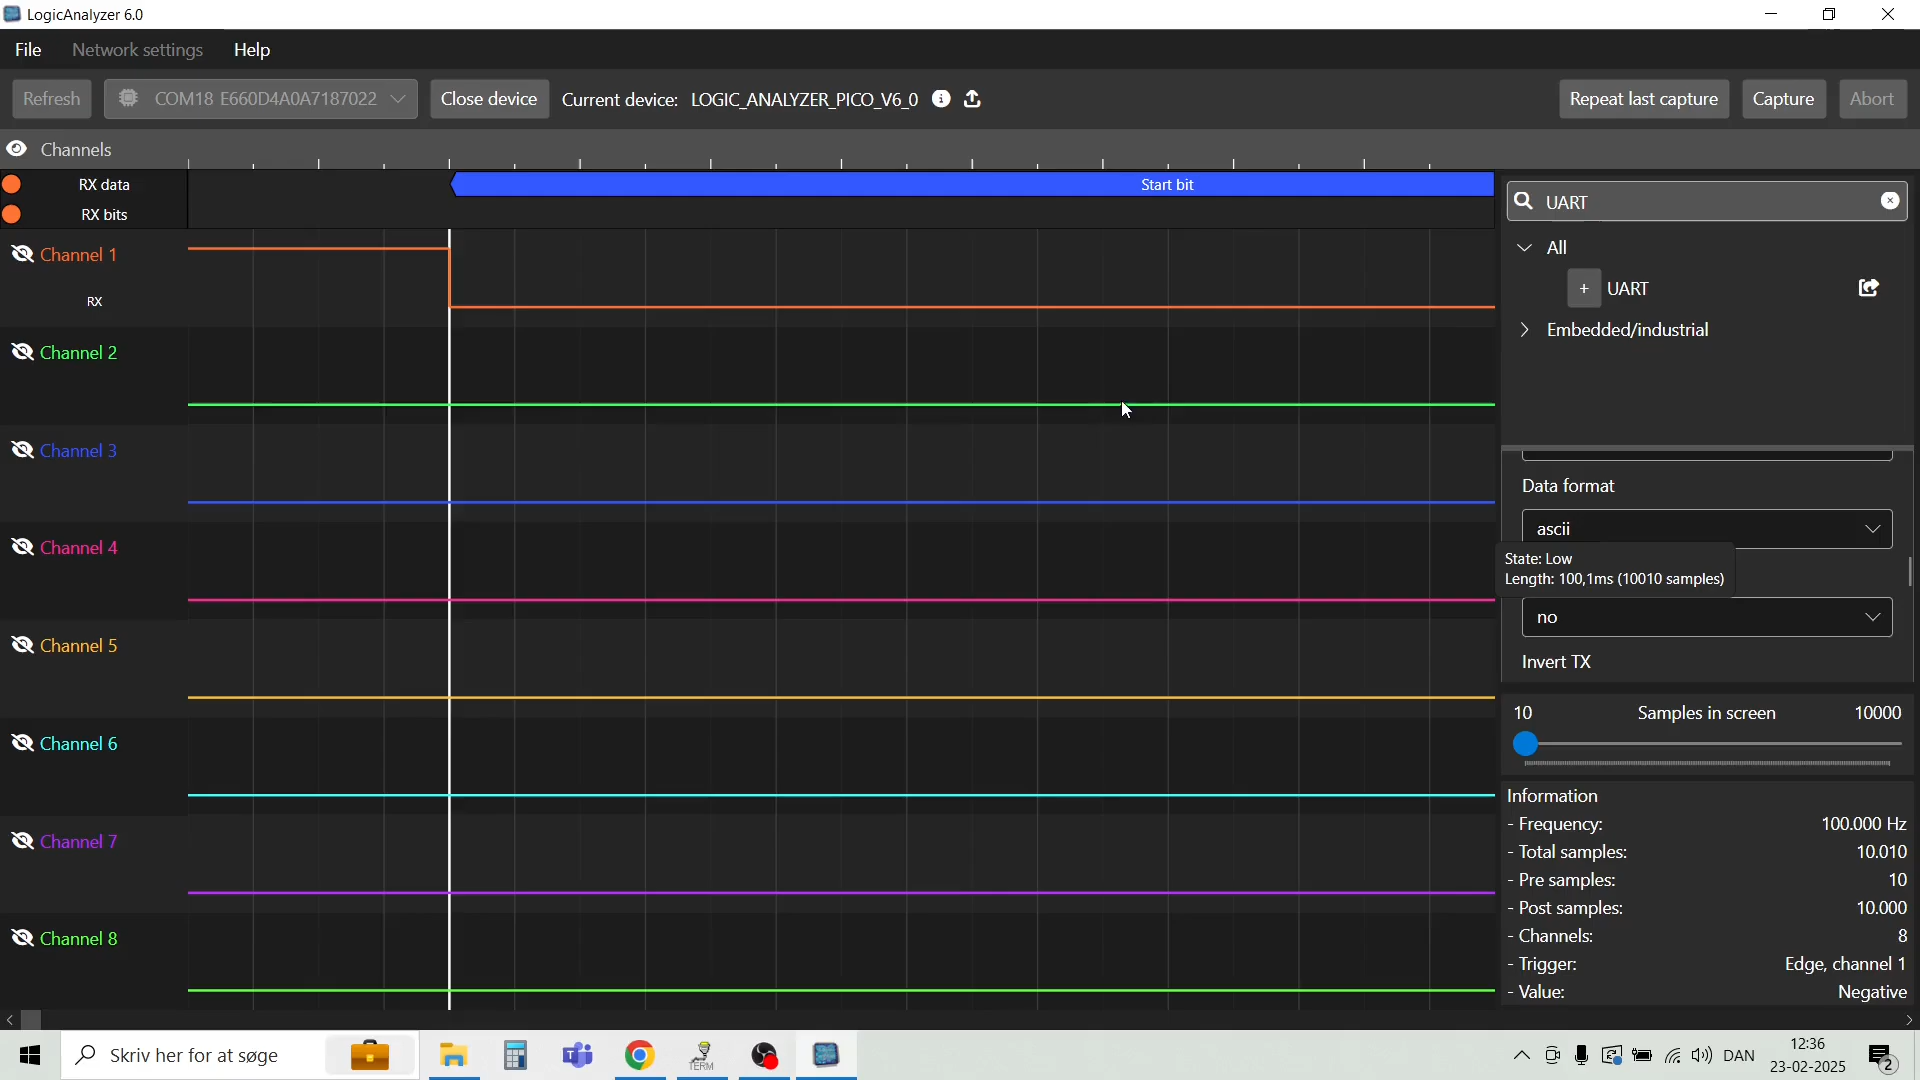 LogicAnalyzer 6.0
File Network settings Help
Refresh COM18 E660D4A0A7187022 Close device Current device: LOGIC_ANALYZER_PICO_V6_0 Repeat last capture Capture Abort
Channels
RX data
Start bit
RX bits
UART
Channel 1
RX
Channel 2
Channel 3
Channel 4
Channel 5
Channel 6
Channel 7
Channel 8
All
+ UART
Embedded/industrial
Data format
ascii
State: Low
Length: 100,1ms (10010 samples)
no
Invert TX
10 Samples in screen 10000
Information
- Frequency: 100.000 Hz
- Total samples: 10.010
- Pre samples: 10
- Post samples: 10.000
- Channels: 8
- Trigger: Edge, channel 1
- Value: Negative
Skriv her for at søge
TERM
DAN
12:36
23-02-2025
2